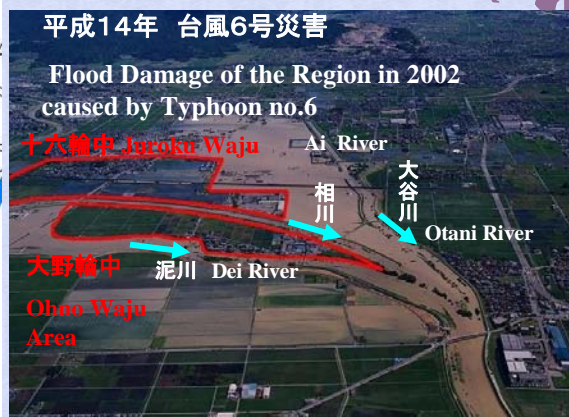 平成14年 台風6号災害
Flood Damage of the Region in 2002
caused by Typhoon no.6
十六輪中 Juroku Waju
Ai River
相川
大谷川
Otani River
大野輪中
泥川 Dei River
Ohno Waju
Area